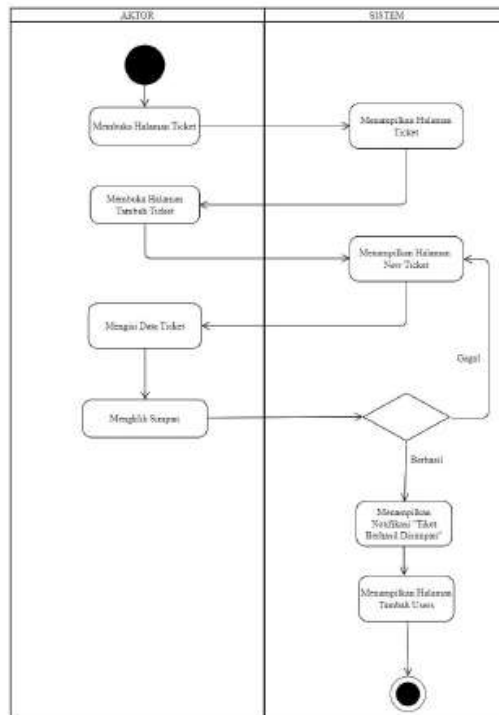 AKTOR
SISTEM
Membuka Halaman Ticket
Menampilkan Halaman
Ticket
Membuka Halaman
Tambah Ticket
Menampilkan Halaman
New Ticket
Mengisi Data Ticket
Gagal
Mengklik Simpan
Berhasil
Menampilkan
Notifikasi "Tiket
Berhasil Disimpan"
Menampilkan Halaman
Tambah Users